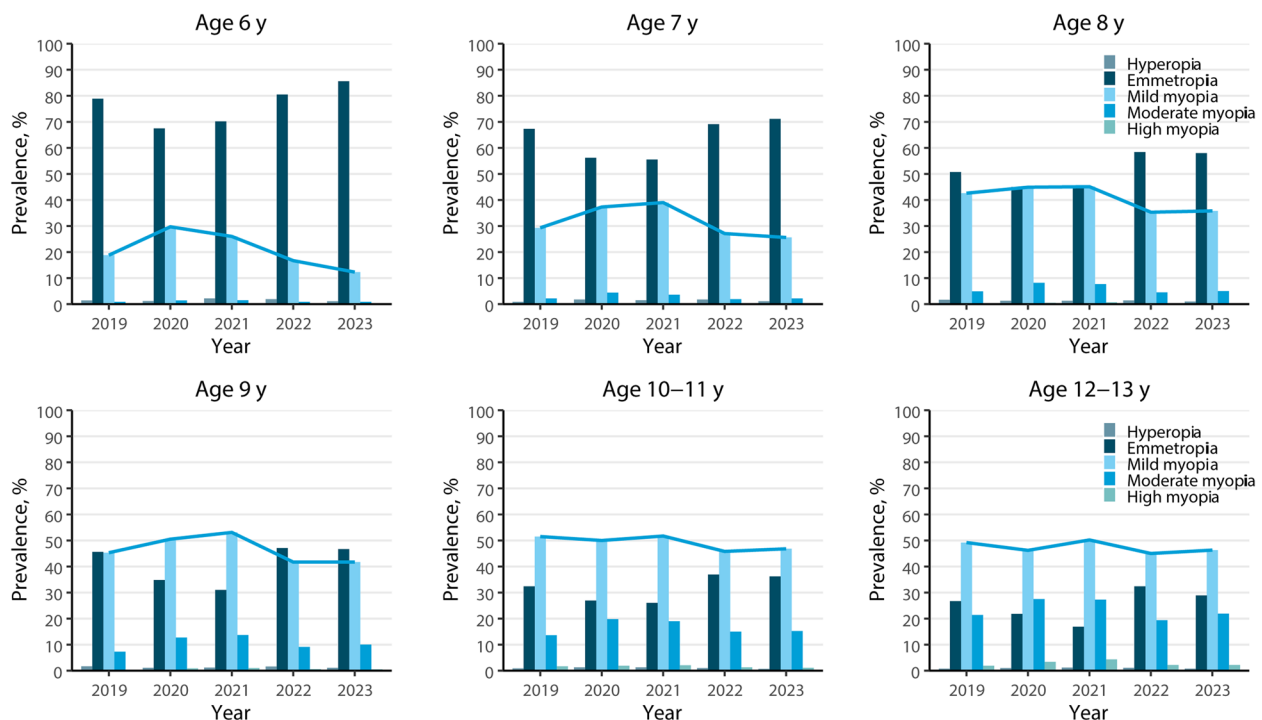 Age 6 y
Prevalence, %
100
90
80
70
60
50
40
30
20
10
0
2019 2020 2021 2022 2023
Year
Age 7 y
Prevalence, %
100
90
80
70
60
50
40
30
20
10
0
2019 2020 2021 2022 2023
Year
Age 8 y
Prevalence, %
100
90
80
70
60
50
40
30
20
10
0
Hyperopia
Emmetropia
Mild myopia
Moderate myopia
High myopia
2019 2020 2021 2022 2023
Year
Age 9 y
Prevalence, %
100
90
80
70
60
50
40
30
20
10
0
2019 2020 2021 2022 2023
Year
Age 10–11 y
Prevalence, %
100
90
80
70
60
50
40
30
20
10
0
2019 2020 2021 2022 2023
Year
Age 12–13 y
Prevalence, %
100
90
80
70
60
50
40
30
20
10
0
Hyperopia
Emmetropia
Mild myopia
Moderate myopia
High myopia
2019 2020 2021 2022 2023
Year